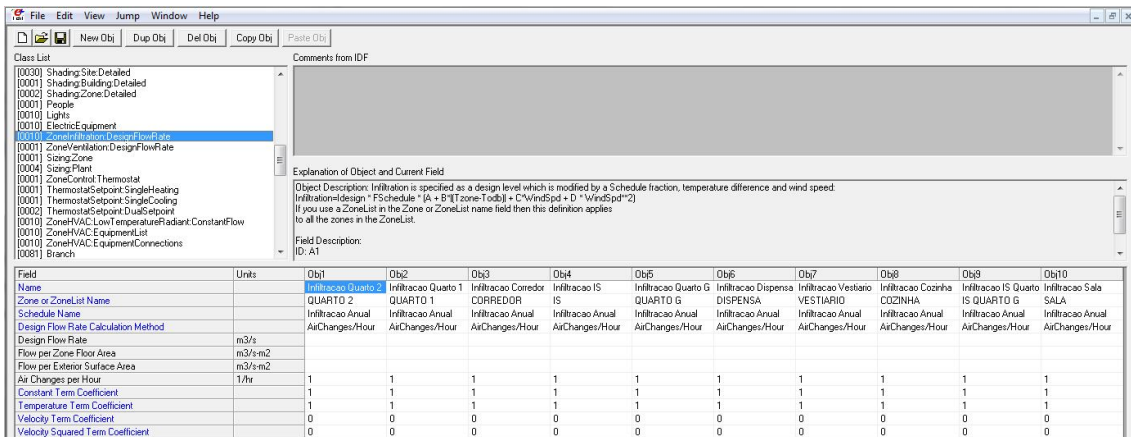 File Edit View Jump Window Help
New Obj Dup Obj Del Obj Copy Obj Paste Obj
Class List
Comments from IDF
[0030] Shading:Site:Detailed
[0001] Shading:Building:Detailed
[0002] Shading:Zone:Detailed
[0001] People
[0010] Lights
[0010] ElectricEquipment
[0010] ZoneInfiltration:DesignFlowRate
[0001] ZoneVentilation:DesignFlowRate
[0001] Sizing:Zone
[0004] Sizing:Plant
[0001] ZoneControl:Thermostat
[0001] ThermostatSetpoint:SingleHeating
[0001] ThermostatSetpoint:SingleCooling
[0002] ThermostatSetpoint:DualSetpoint
[0010] ZoneHVAC:LowTemperatureRadiant:ConstantFlow
[0010] ZoneHVAC:EquipmentList
[0010] ZoneHVAC:EquipmentConnections
[0081] Branch
Explanation of Object and Current Field
Object Description: Infiltration is specified as a design level which is modified by a Schedule fraction, temperature difference and wind speed:
Infiltration=Idesign * FSchedule * (A + B*|(Tzone-Todb)| + C*WindSpd + D * WindSpd**2)
If you use a ZoneList in the Zone or ZoneList name field then this definition applies
to all the zones in the ZoneList.
Field Description:
ID: A1
Field Units Obj1 Obj2 Obj3 Obj4 Obj5 Obj6 Obj7 Obj8 Obj9 Obj10
Name Infiltracao Quarto 2 Infiltracao Quarto 1 Infiltracao Corredor Infiltracao IS Infiltracao Quarto G Infiltracao Dispensa Infiltracao Vestiario Infiltracao Cozinha Infiltracao IS Quarto Infiltracao Sala
Zone or ZoneList Name QUARTO 2 QUARTO 1 CORREDOR IS QUARTO G DISPENSA VESTIARIO COZINHA IS QUARTO G SALA
Schedule Name Infiltracao Anual Infiltracao Anual Infiltracao Anual Infiltracao Anual Infiltracao Anual Infiltracao Anual Infiltracao Anual Infiltracao Anual Infiltracao Anual Infiltracao Anual
Design Flow Rate Calculation Method AirChanges/Hour AirChanges/Hour AirChanges/Hour AirChanges/Hour AirChanges/Hour AirChanges/Hour AirChanges/Hour AirChanges/Hour AirChanges/Hour AirChanges/Hour
Design Flow Rate m3/s
Flow per Zone Floor Area m3/s-m2
Flow per Exterior Surface Area m3/s-m2
Air Changes per Hour 1/hr 1 1 1 1 1 1 1 1 1 1
Constant Term Coefficient 1 1 1 1 1 1 1 1 1 1
Temperature Term Coefficient 1 1 1 1 1 1 1 1 1 1
Velocity Term Coefficient 0 0 0 0 0 0 0 0 0 0
Velocity Squared Term Coefficient 0 0 0 0 0 0 0 0 0 0